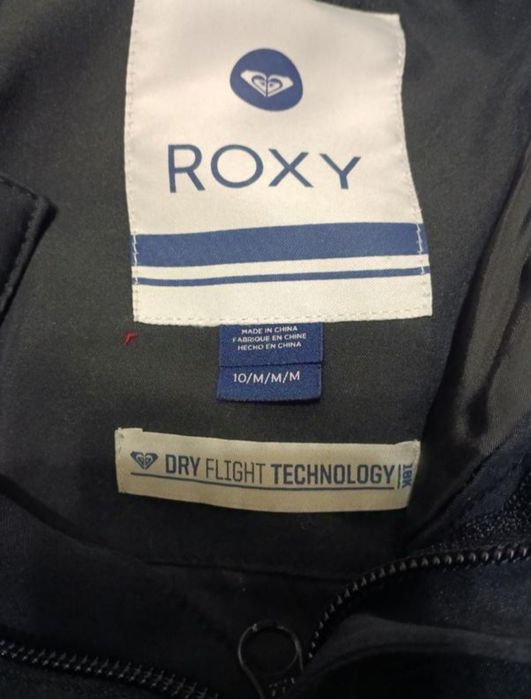 ROXY
MADE IN CHINA
FABRIQUE EN CHINE
HECHO EN CHINA
10/M/M/M
DRY FLIGHT TECHNOLOGY 10K